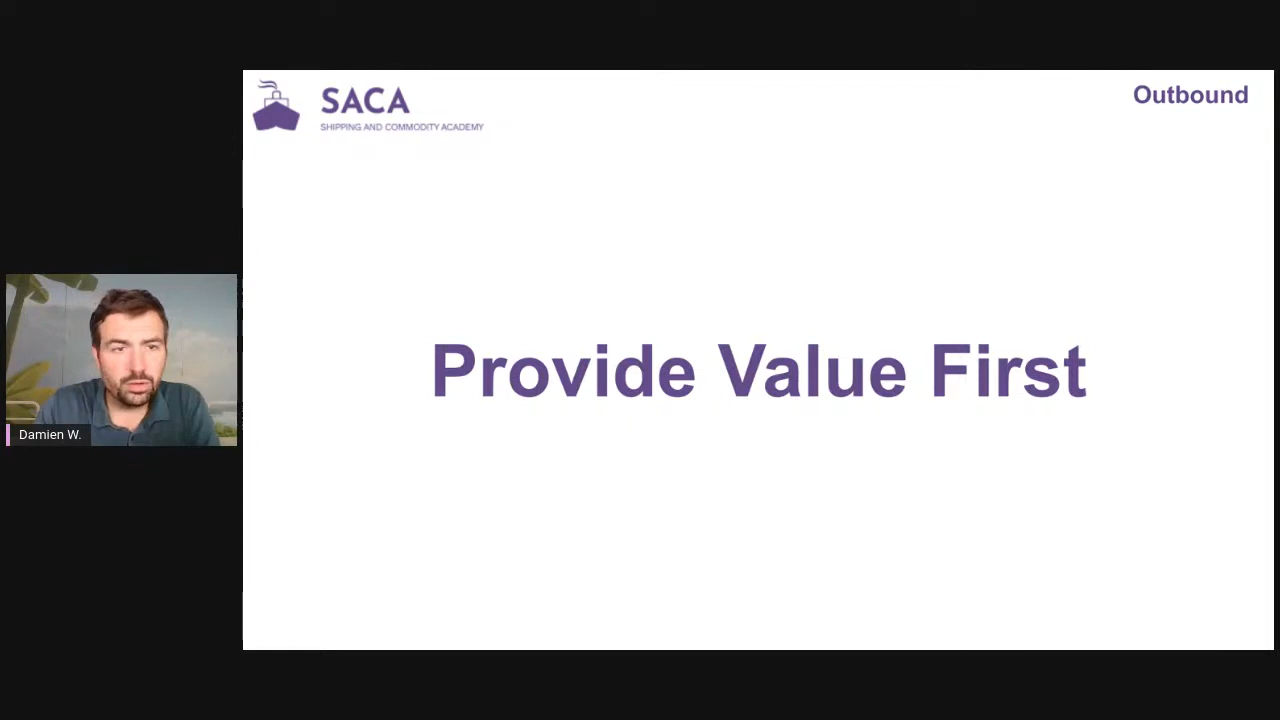 SACA
SHIPPING AND COMMODITY ACADEMY
Outbound
Provide Value First
Damien W.